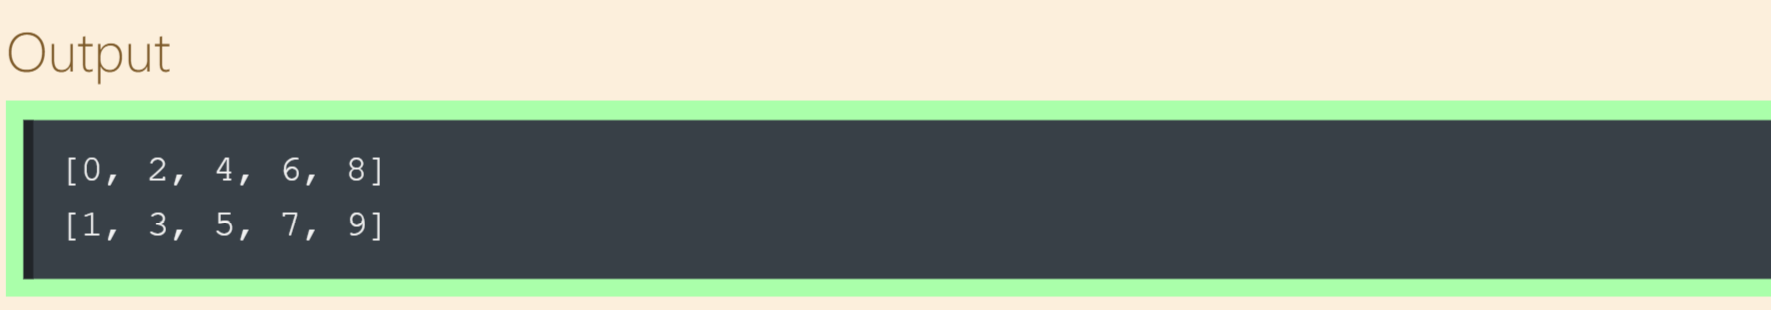 Output
[0, 2, 4, 6, 8]
[1, 3, 5, 7, 9]